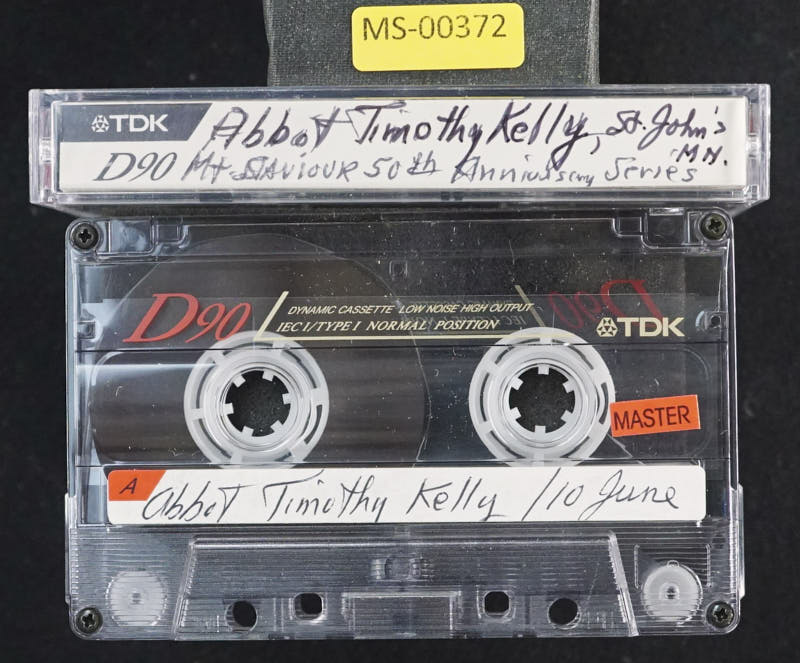 MS-00372
TDK
Abbot Timothy Kelly, St. John's
MN.
D90 Mt SAVIOUR 50th Anniversary Series
D90
DYNAMIC CASSETTE LOW NOISE HIGH OUTPUT
IEC I/TYPE I NORMAL POSITION
D90
TDK
MASTER
A
Abbot Timothy Kelly /10 June